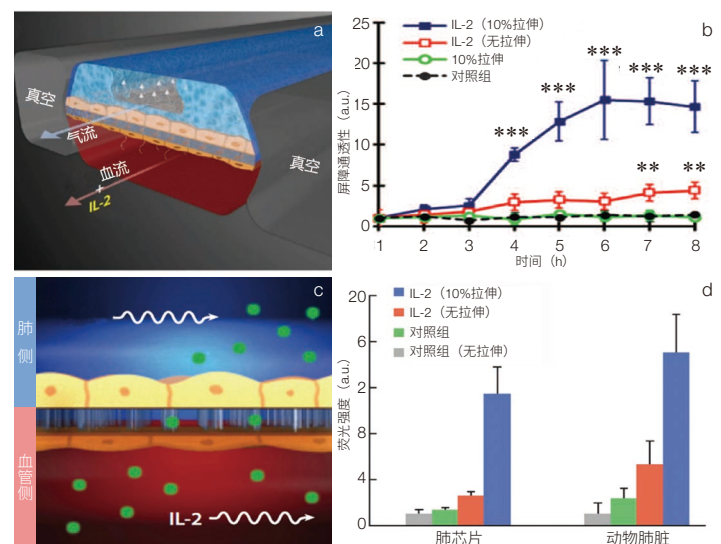 a
真空
气流
血流
+
IL-2
真空
b
IL-2（10%拉伸）
IL-2（无拉伸）
10%拉伸
对照组
屏障通透性（a.u.）
25
20
15
10
5
0
***
***
***
***
***
**
**
1
2
3
4
5
6
7
8
时间（h）
c
肺侧
血管侧
IL-2
d
IL-2（10%拉伸）
IL-2（无拉伸）
对照组
对照组（无拉伸）
荧光强度（a.u.）
20
6
2
8
4
0
肺芯片
动物肺脏